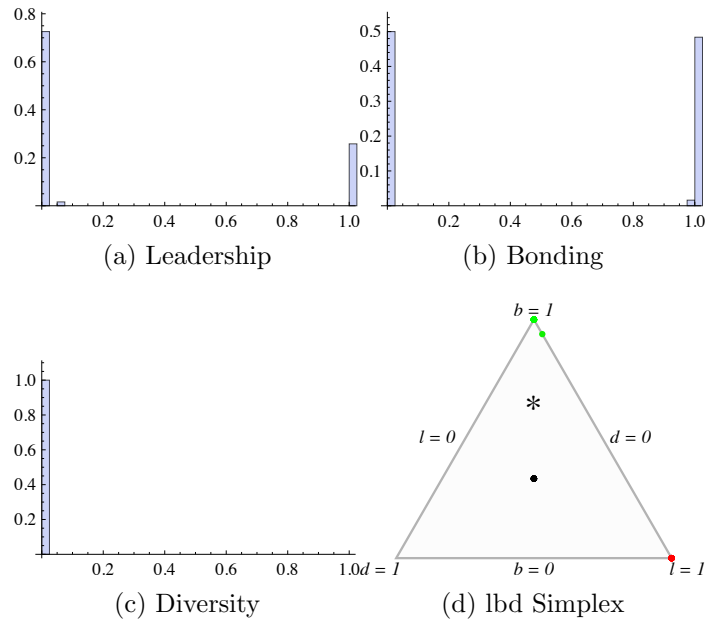 0.8
0.6
0.4
0.2
0.2 0.4 0.6 0.8 1.0
(a) Leadership
0.5
0.4
0.3
0.2
0.1
0.2 0.4 0.6 0.8 1.0
(b) Bonding
1.0
0.8
0.6
0.4
0.2
0.2 0.4 0.6 0.8 1.0
(c) Diversity
b = 1
*
l = 0 d = 0
d = 1 b = 0 l = 1
(d) lbd Simplex